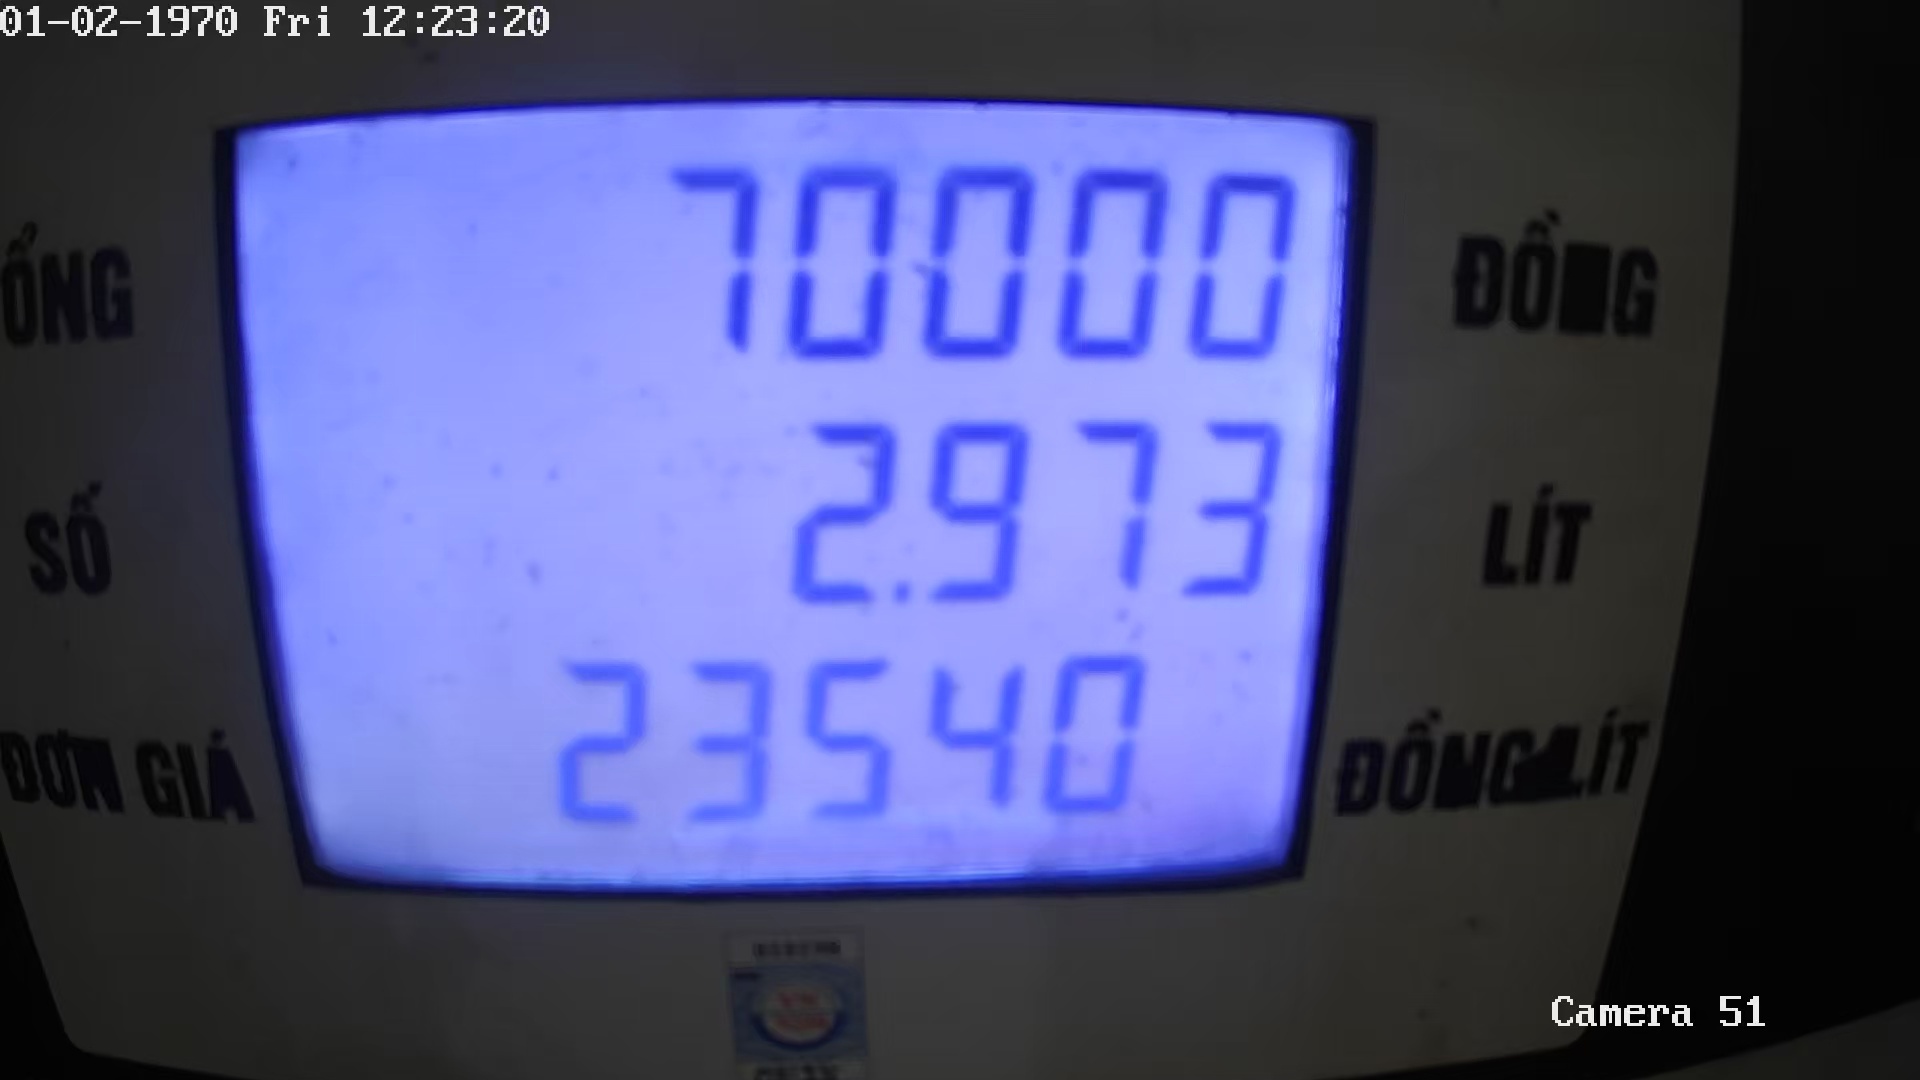 01-02-1970 Fri 12:23:20
ỐNG 70000 ĐỒNG
SỐ 2.973 LÍT
ĐƠN GIÁ 23540 ĐỒNG/LÍT
Camera 51